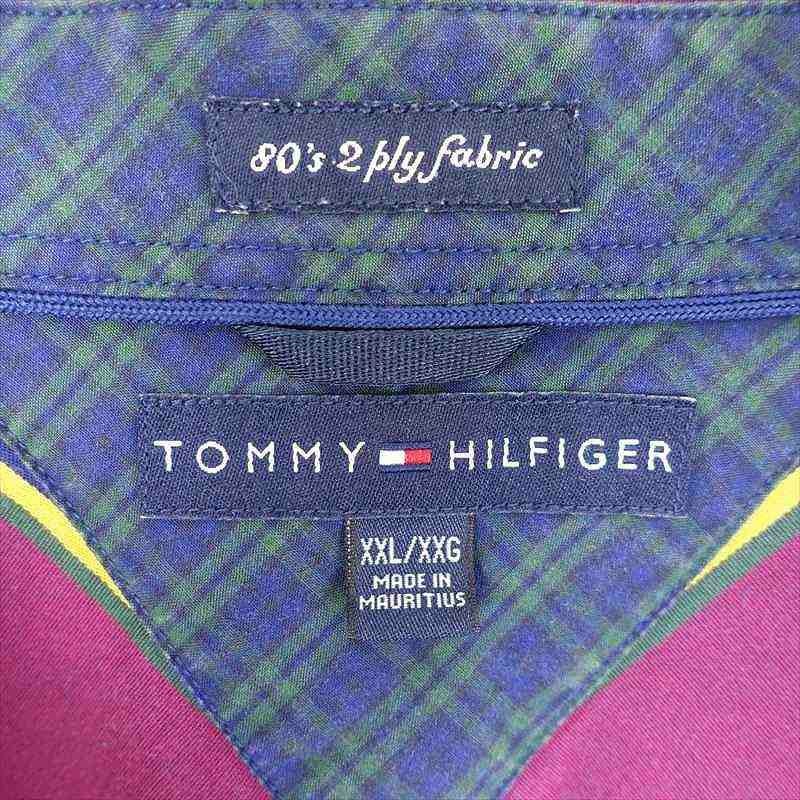 80's 2 ply fabric
TOMMY HILFIGER
XXL/XXG
MADE IN
MAURITIUS